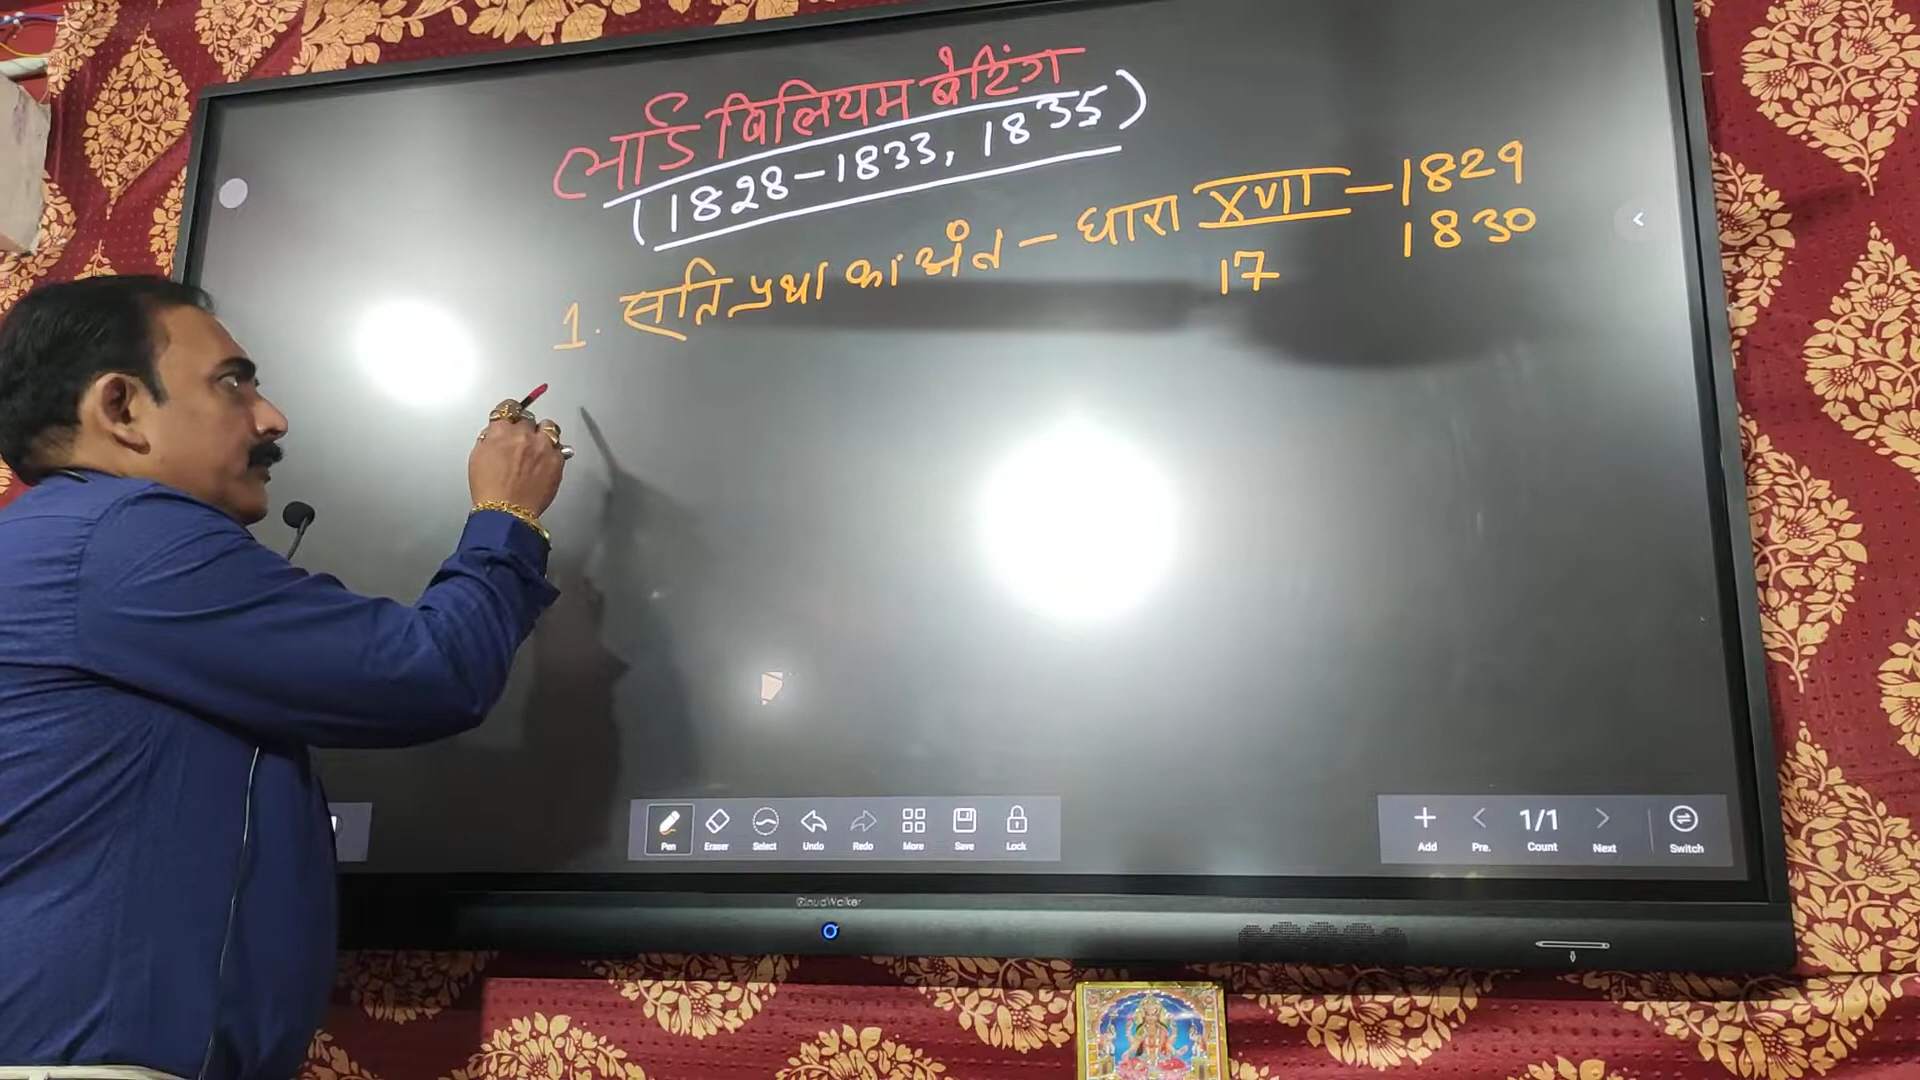 लार्ड विलियम बेटिंग
(1828-1833, 1835)
1. सति प्रथा का अंत - धारा XVII - 1829
17 1830
Pen Eraser Select Undo Redo More Save Lock
Add Pre. 1/1 Count Next Switch
CloudWalker